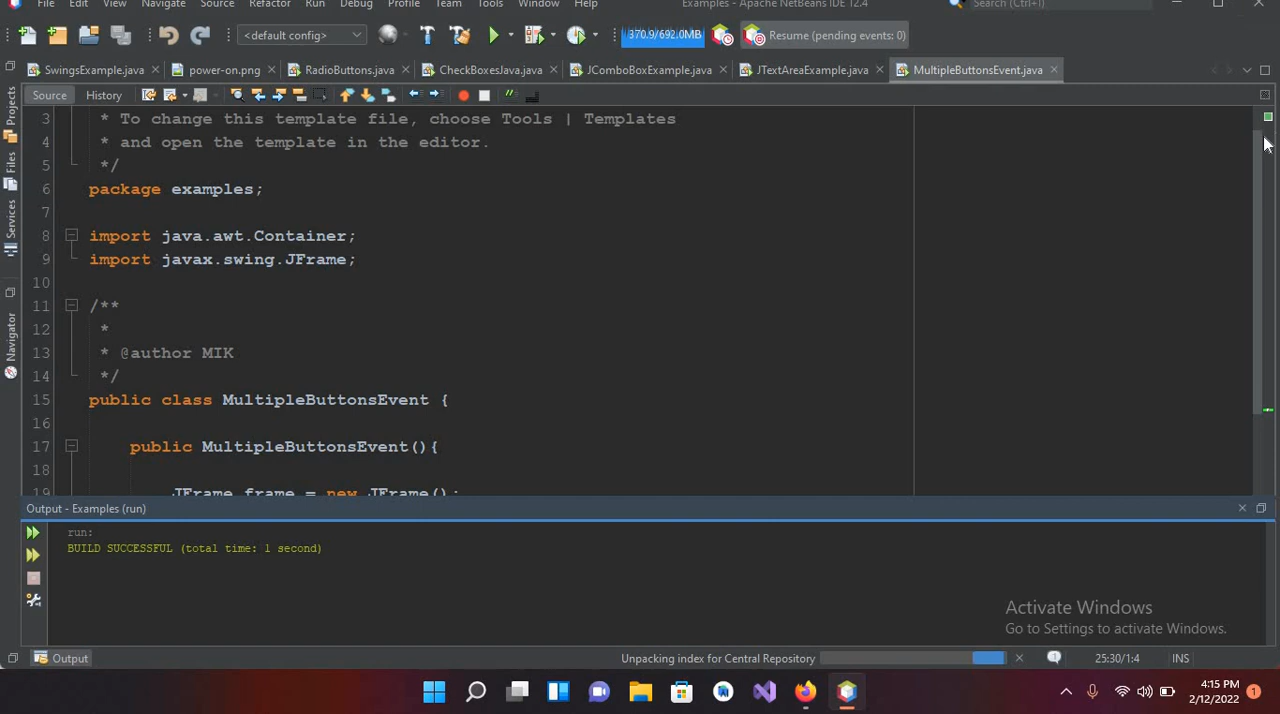 File Edit View Navigate Source Refactor Run Debug Profile Team Tools Window Help Examples - Apache NetBeans IDE 12.4 Search (Ctrl+I)
<default config> 370.9/692.0MB Resume (pending events: 0)
SwingsExample.java power-on.png RadioButtons.java CheckBoxesJava.java JComboBoxExample.java JTextAreaExample.java MultipleButtonsEvent.java
Source History
Projects
Files
Services
Navigator
3 * To change this template file, choose Tools | Templates
4 * and open the template in the editor.
5 */
6 package examples;
7
8 import java.awt.Container;
9 import javax.swing.JFrame;
10
11 /**
12 *
13 * @author MIK
14 */
15 public class MultipleButtonsEvent {
16
17 public MultipleButtonsEvent(){
18
19 JFrame frame = new JFrame();
Output - Examples (run)
run:
BUILD SUCCESSFUL (total time: 1 second)
Activate Windows
Go to Settings to activate Windows.
Output Unpacking index for Central Repository 25:30/1:4 INS
4:15 PM
2/12/2022 1